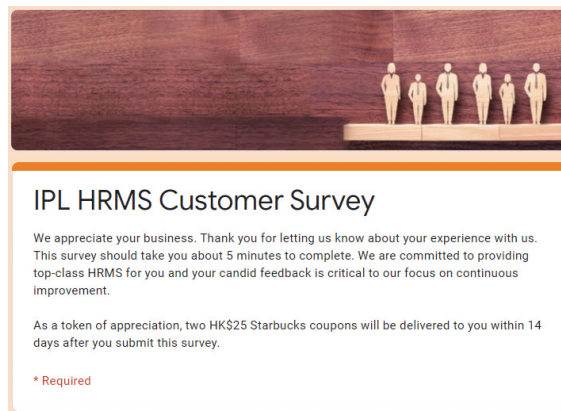 IPL HRMS Customer Survey
We appreciate your business. Thank you for letting us know about your experience with us.
This survey should take you about 5 minutes to complete. We are committed to providing
top-class HRMS for you and your candid feedback is critical to our focus on continuous
improvement.
As a token of appreciation, two HK$25 Starbucks coupons will be delivered to you within 14
days after you submit this survey.
* Required